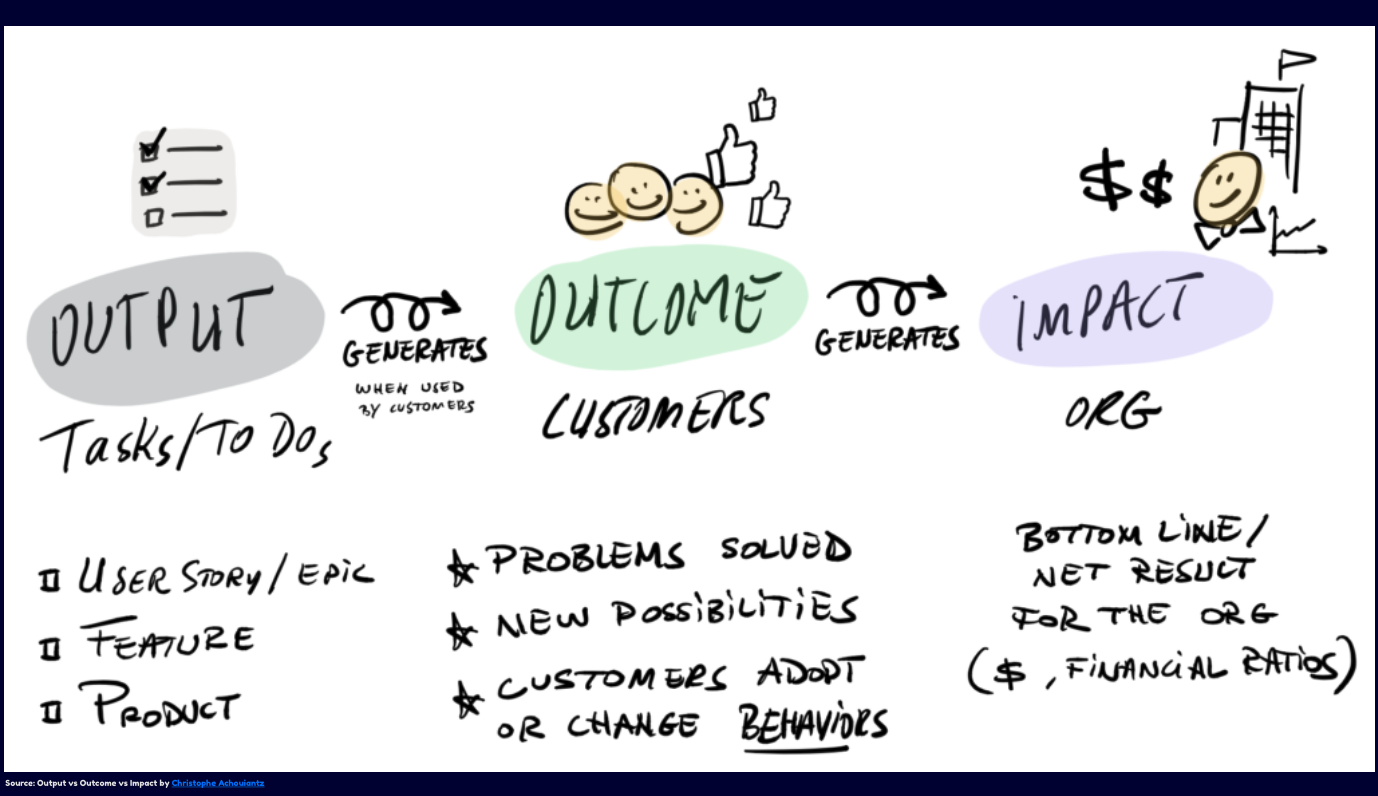 OUTPUT
Tasks/To Dos
GENERATES
WHEN USED
BY CUSTOMERS
OUTCOME
CUSTOMERS
GENERATES
IMPACT
ORG
USER STORY/EPIC
FEATURE
PRODUCT
PROBLEMS SOLVED
NEW POSSIBILITIES
CUSTOMERS ADOPT
OR CHANGE BEHAVIORS
BOTTOM LINE/
NET RESULT
FOR THE ORG
($, FINANCIAL RATIOS)
$ $
Source: Output vs Outcome vs Impact by Christophe Achouiantz